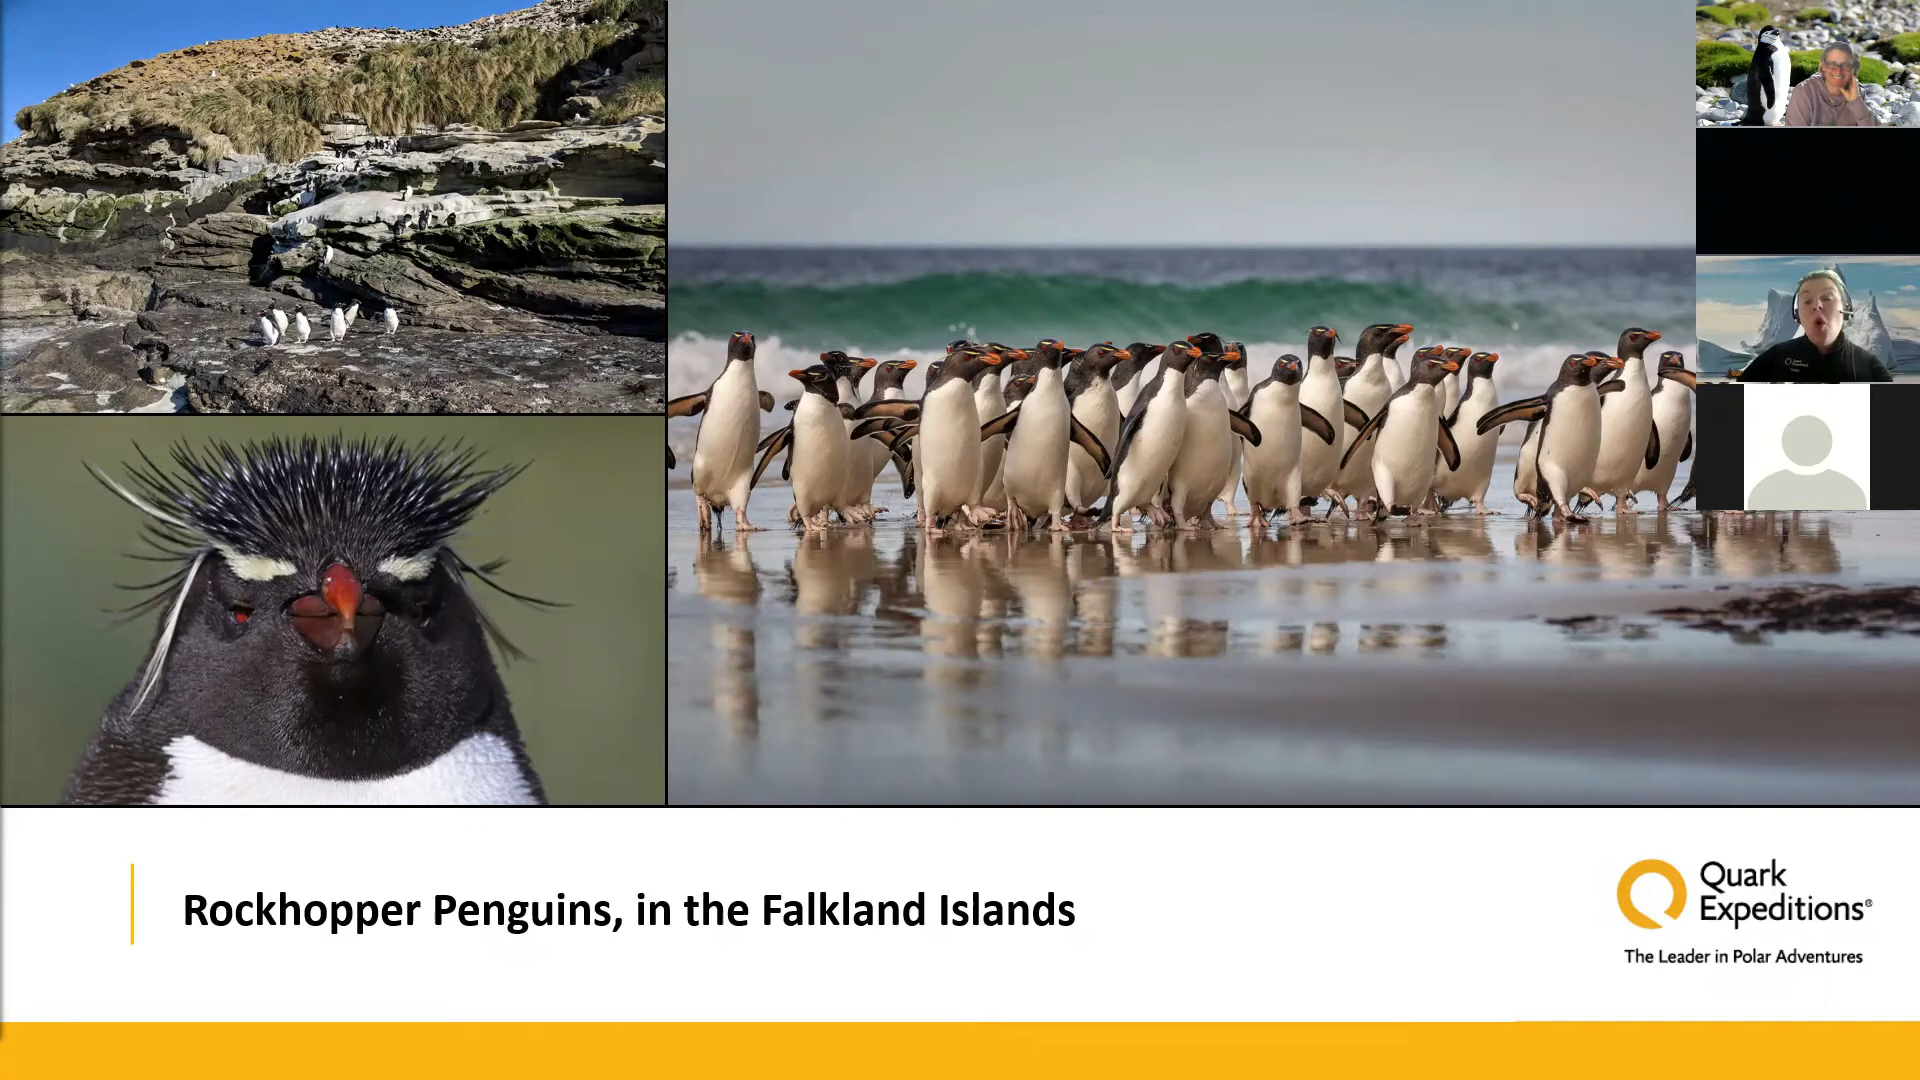 Rockhopper Penguins, in the Falkland Islands
Quark
Expeditions®
The Leader in Polar Adventures